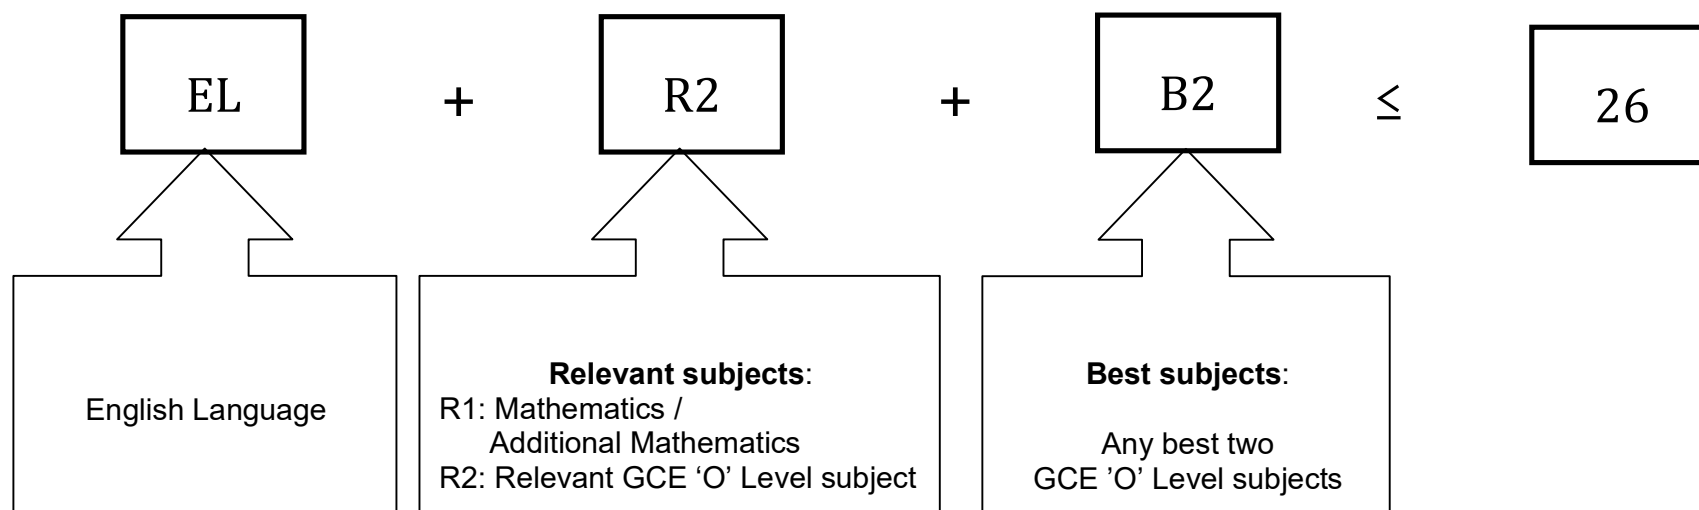 EL + R2 + B2 ≤ 26
English Language
Relevant subjects:
R1: Mathematics /
Additional Mathematics
R2: Relevant GCE ‘O’ Level subject
Best subjects:
Any best two
GCE ’O’ Level subjects